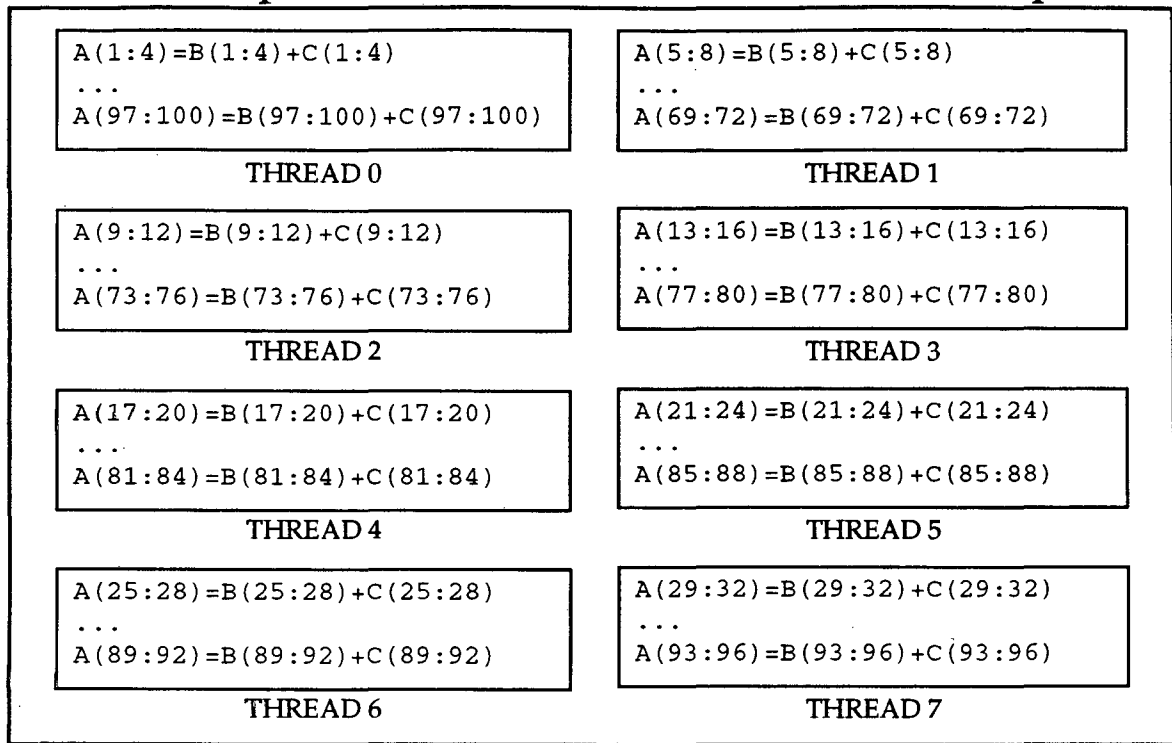 A(1:4)=B(1:4)+C(1:4)
...
A(97:100)=B(97:100)+C(97:100)
THREAD 0
A(5:8)=B(5:8)+C(5:8)
...
A(69:72)=B(69:72)+C(69:72)
THREAD 1
A(9:12)=B(9:12)+C(9:12)
...
A(73:76)=B(73:76)+C(73:76)
THREAD 2
A(13:16)=B(13:16)+C(13:16)
...
A(77:80)=B(77:80)+C(77:80)
THREAD 3
A(17:20)=B(17:20)+C(17:20)
...
A(81:84)=B(81:84)+C(81:84)
THREAD 4
A(21:24)=B(21:24)+C(21:24)
...
A(85:88)=B(85:88)+C(85:88)
THREAD 5
A(25:28)=B(25:28)+C(25:28)
...
A(89:92)=B(89:92)+C(89:92)
THREAD 6
A(29:32)=B(29:32)+C(29:32)
...
A(93:96)=B(93:96)+C(93:96)
THREAD 7